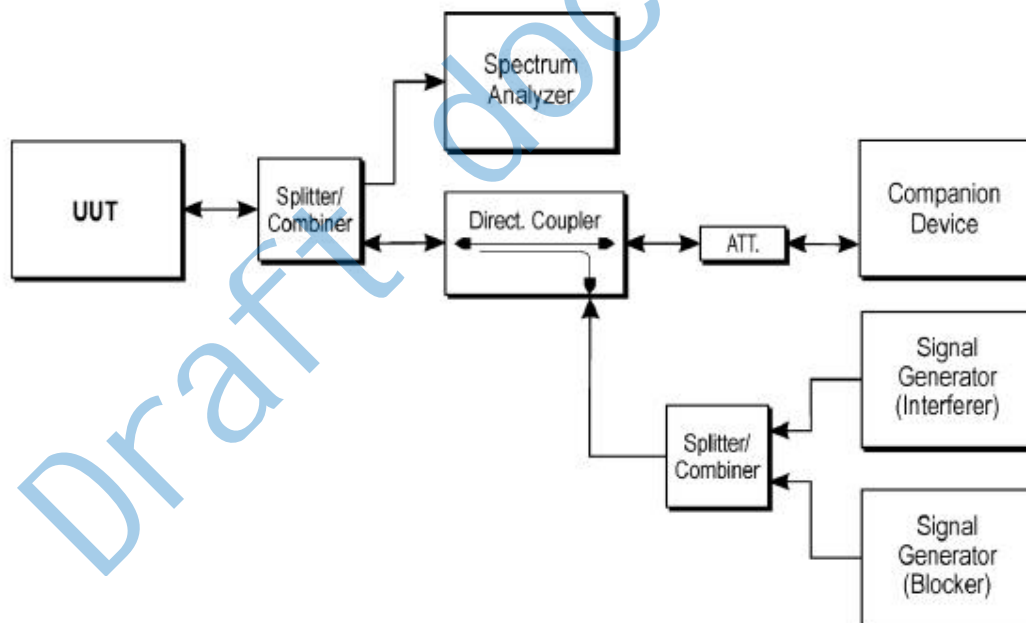 Spectrum
Analyzer
UUT
Splitter/
Combiner
Direct. Coupler
ATT.
Companion
Device
Signal
Generator
(Interferer)
Splitter/
Combiner
Signal
Generator
(Blocker)
Draft doc